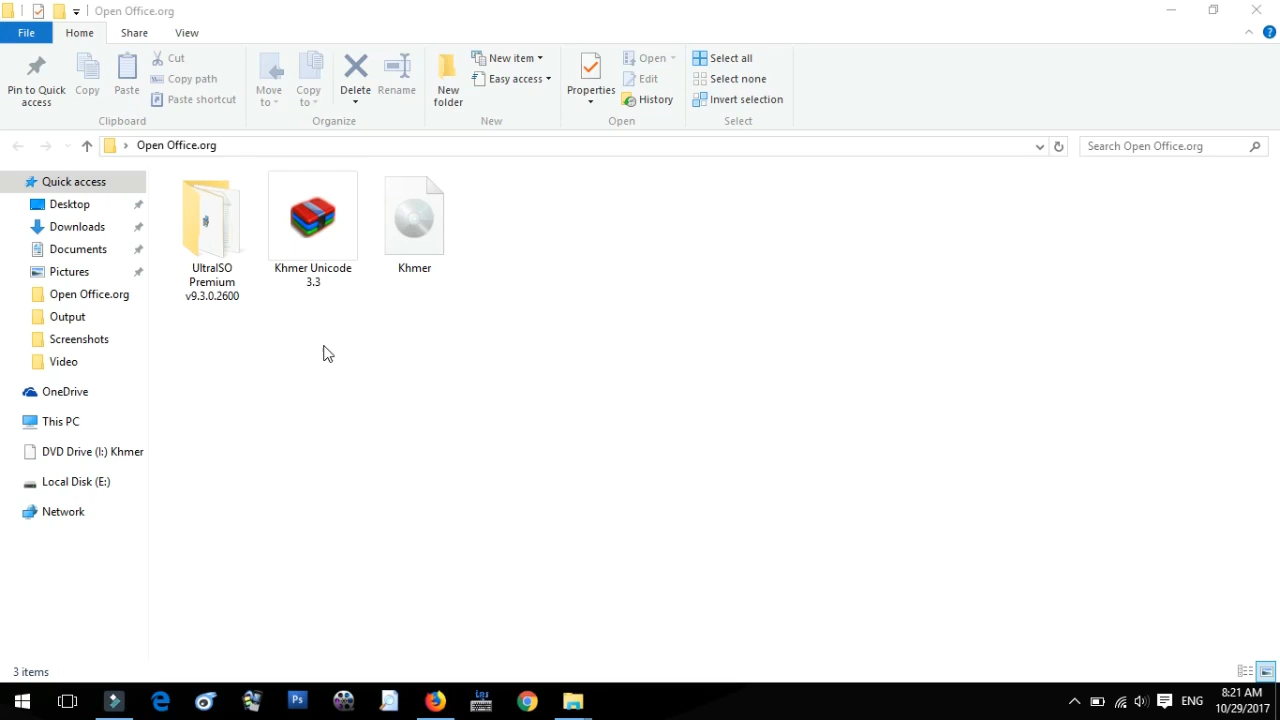 Open Office.org
File Home Share View
Pin to Quick access
Copy
Paste
Cut
Copy path
Paste shortcut
Clipboard
Move to
Copy to
Delete
Rename
Organize
New folder
New item
Easy access
New
Properties
Open
Edit
History
Open
Select all
Select none
Invert selection
Select
Open Office.org
Search Open Office.org
Quick access
Desktop
Downloads
Documents
Pictures
Open Office.org
Output
Screenshots
Video
OneDrive
This PC
DVD Drive (I:) Khmer
Local Disk (E:)
Network
UltraISO
Premium
v9.3.0.2600
Khmer Unicode
3.3
Khmer
3 items
Ps
ENG
8:21 AM
10/29/2017